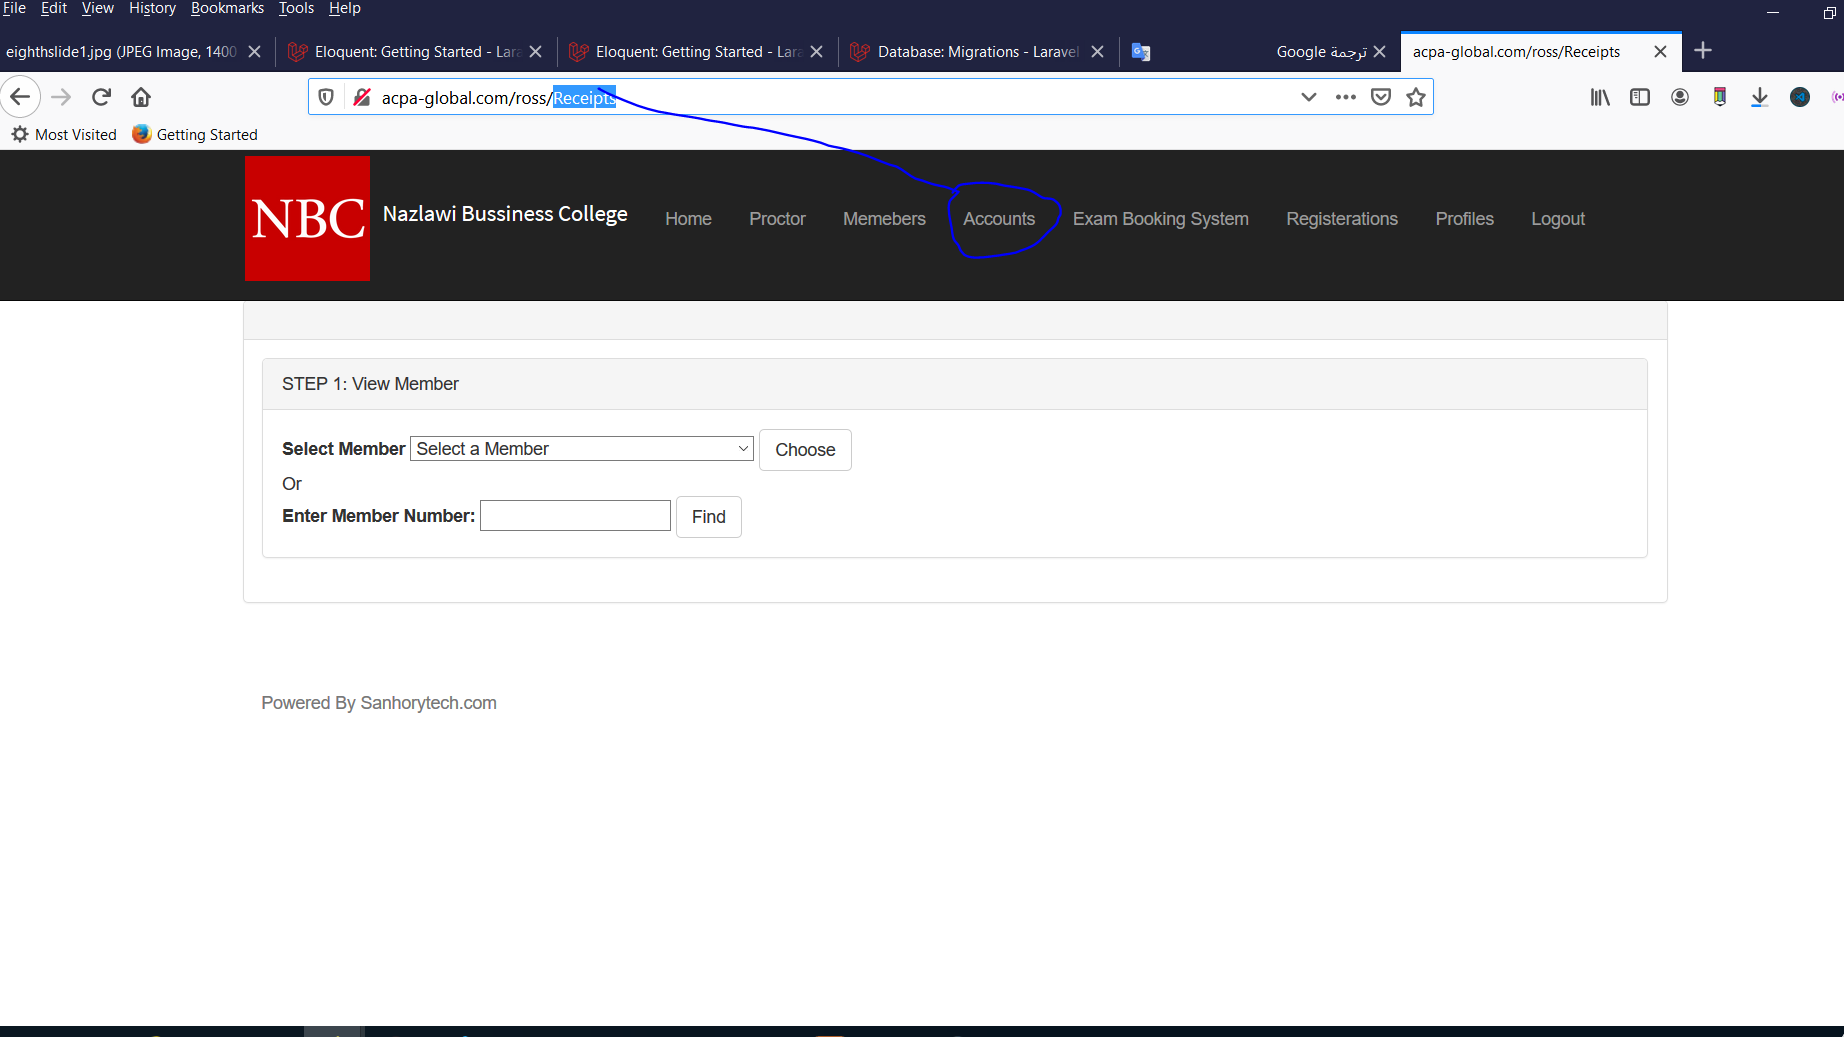 File Edit View History Bookmarks Tools Help
eighthslide1.jpg (JPEG Image, 1400
Eloquent: Getting Started - Lara
Eloquent: Getting Started - Lara
Database: Migrations - Laravel
ترجمة Google
acpa-global.com/ross/Receipts
acpa-global.com/ross/Receipts
Most Visited Getting Started
NBC Nazlawi Bussiness College Home Proctor Memebers Accounts Exam Booking System Registerations Profiles Logout
STEP 1: View Member
Select Member Select a Member Choose
Or
Enter Member Number: Find
Powered By Sanhorytech.com